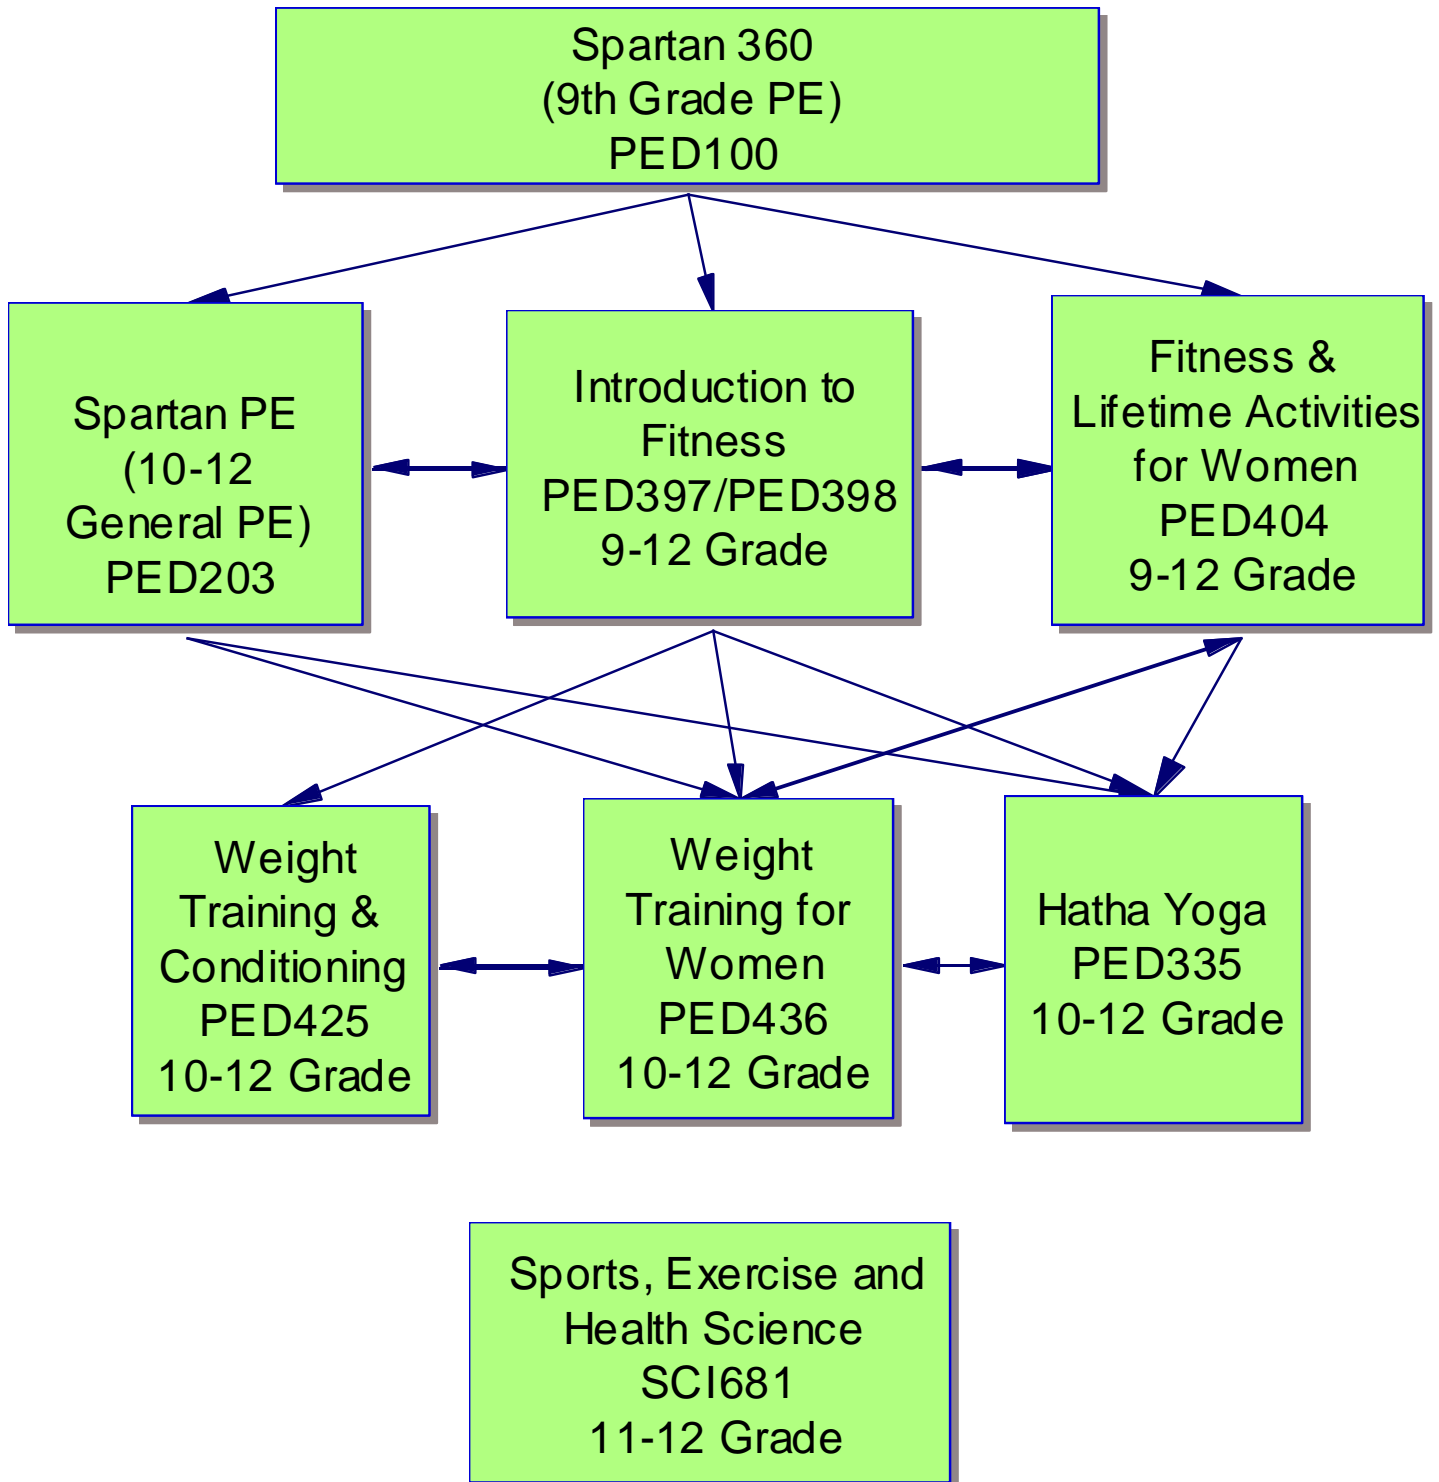 Spartan 360
(9th Grade PE)
PED100
Spartan PE
(10-12
General PE)
PED203
Introduction to
Fitness
PED397/PED398
9-12 Grade
Fitness &
Lifetime Activities
for Women
PED404
9-12 Grade
Weight
Training &
Conditioning
PED425
10-12 Grade
Weight
Training for
Women
PED436
10-12 Grade
Hatha Yoga
PED335
10-12 Grade
Sports, Exercise and
Health Science
SCI681
11-12 Grade